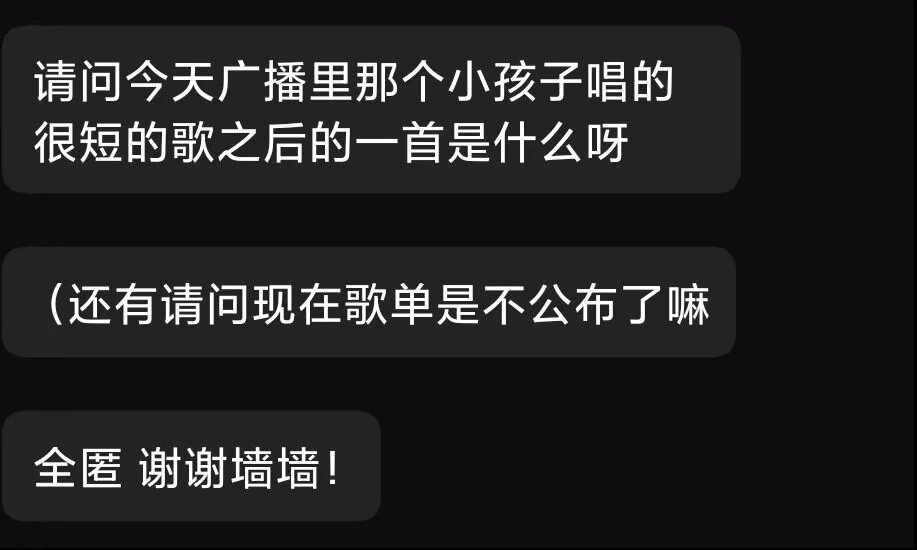 请问今天广播里那个小孩子唱的
很短的歌之后的一首是什么呀
（还有请问现在歌单是不公布了嘛
全匿 谢谢墙墙！